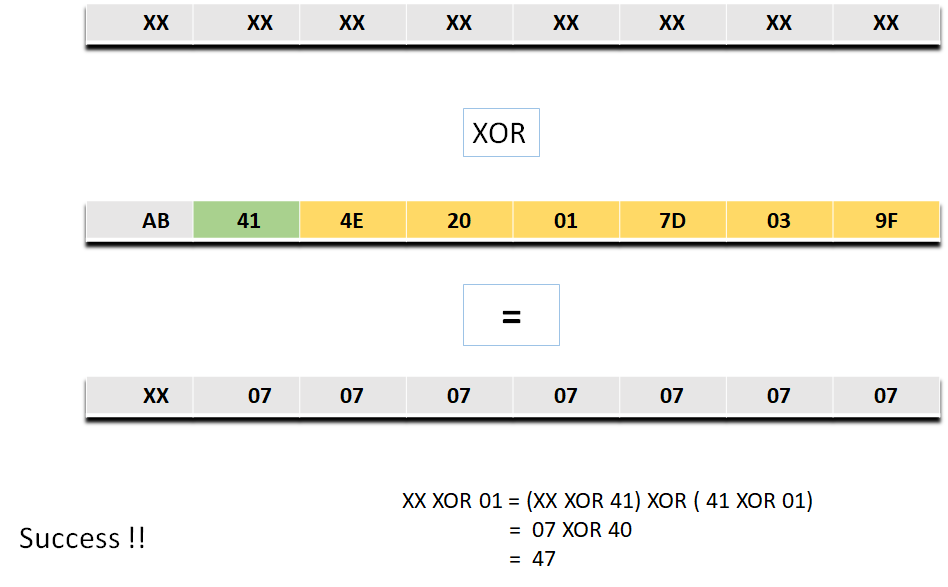 XX XX XX XX XX XX XX XX
XOR
AB 41 4E 20 01 7D 03 9F
=
XX 07 07 07 07 07 07 07
XX XOR 01 = (XX XOR 41) XOR ( 41 XOR 01)
= 07 XOR 40
Success !!
= 47